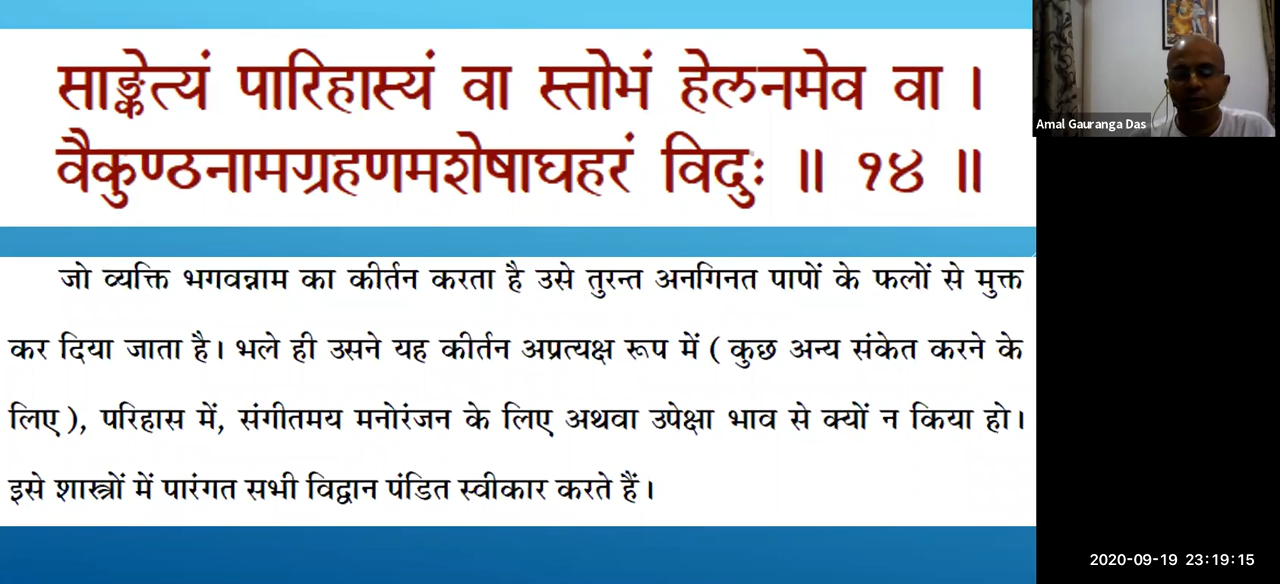 साङ्केत्यं पारिहास्यं वा स्तोभं हेलनमेव वा ।
वैकुण्ठनामग्रहणमशेषाघहरं विदुः ॥ १४ ॥
जो व्यक्ति भगवन्नाम का कीर्तन करता है उसे तुरन्त अनगिनत पापों के फलों से मुक्त
कर दिया जाता है। भले ही उसने यह कीर्तन अप्रत्यक्ष रूप में ( कुछ अन्य संकेत करने के
लिए ), परिहास में, संगीतमय मनोरंजन के लिए अथवा उपेक्षा भाव से क्यों न किया हो।
इसे शास्त्रों में पारंगत सभी विद्वान पंडित स्वीकार करते हैं।
Amal Gauranga Das
2020-09-19 23:19:15